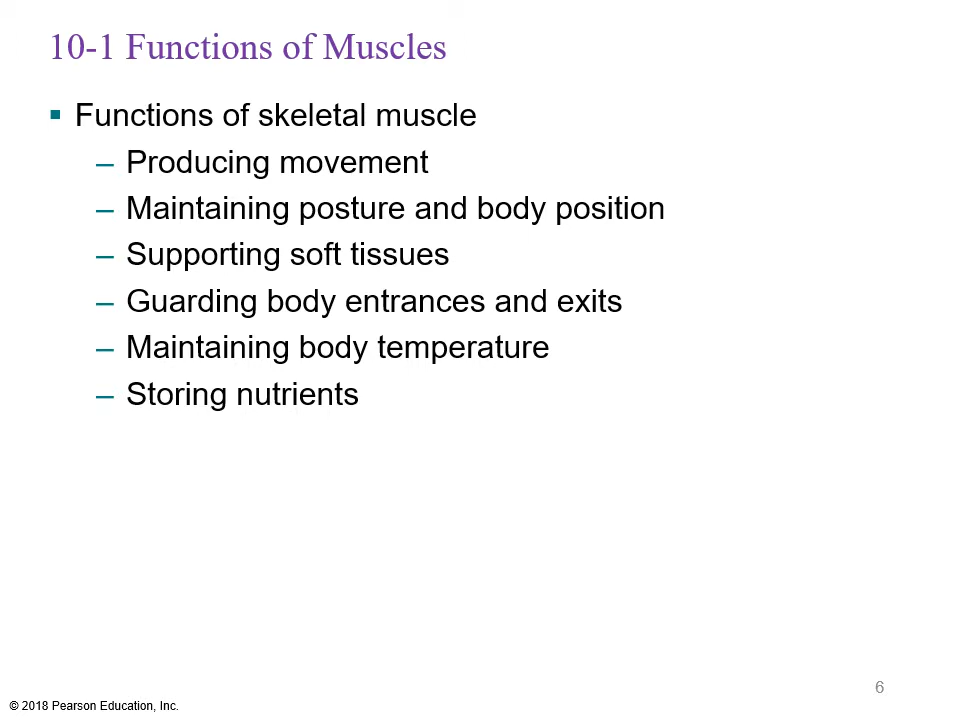 10-1 Functions of Muscles
▪ Functions of skeletal muscle
– Producing movement
– Maintaining posture and body position
– Supporting soft tissues
– Guarding body entrances and exits
– Maintaining body temperature
– Storing nutrients
6
© 2018 Pearson Education, Inc.